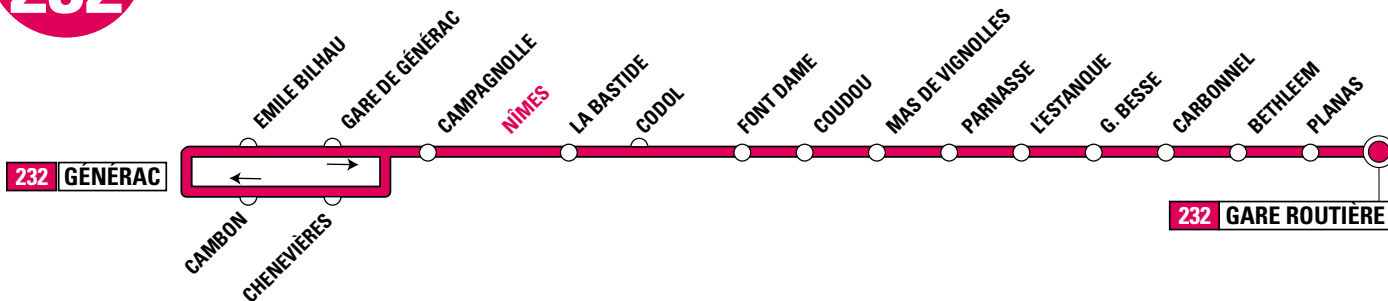 232
EMILE BILHAU
GARE DE GÉNÉRAC
CAMPAGNOLLE
NÎMES
LA BASTIDE
CODOL
FONT DAME
COUDOU
MAS DE VIGNOLLES
PARNASSE
L'ESTANQUE
G. BESSE
CARBONNEL
BETHLEEM
PLANAS
232 GÉNÉRAC
CAMBON
CHENEVIÈRES
232 GARE ROUTIÈRE